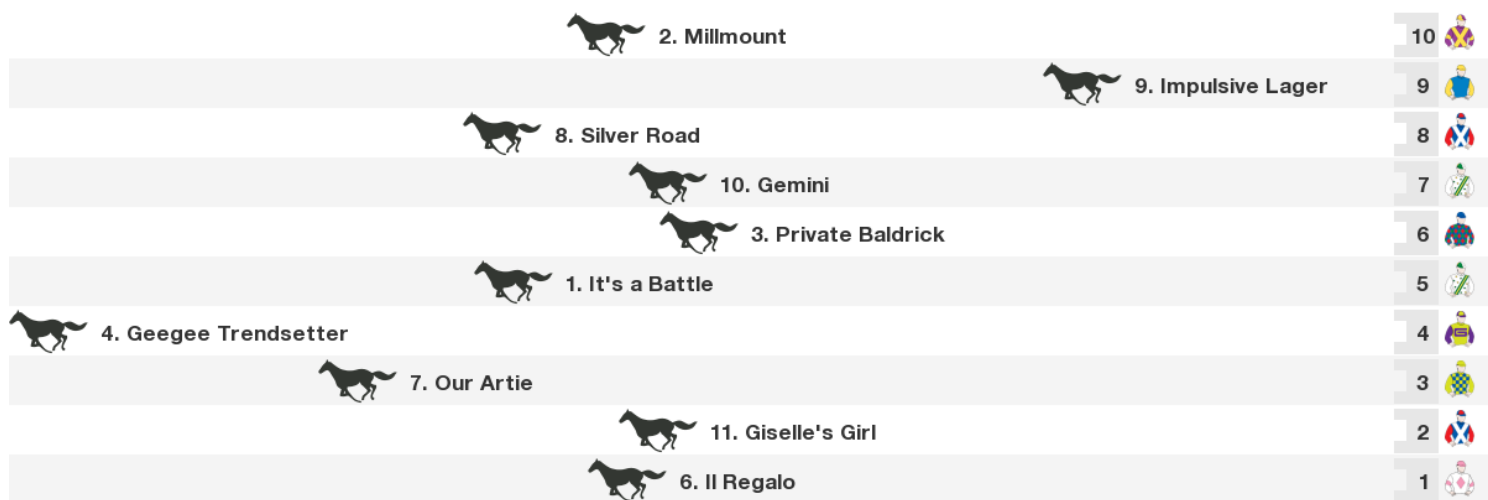 2. Millmount 10
9. Impulsive Lager 9
8. Silver Road 8
10. Gemini 7
3. Private Baldrick 6
1. It's a Battle 5
4. Geegee Trendsetter 4
7. Our Artie 3
11. Giselle's Girl 2
6. Il Regalo 1